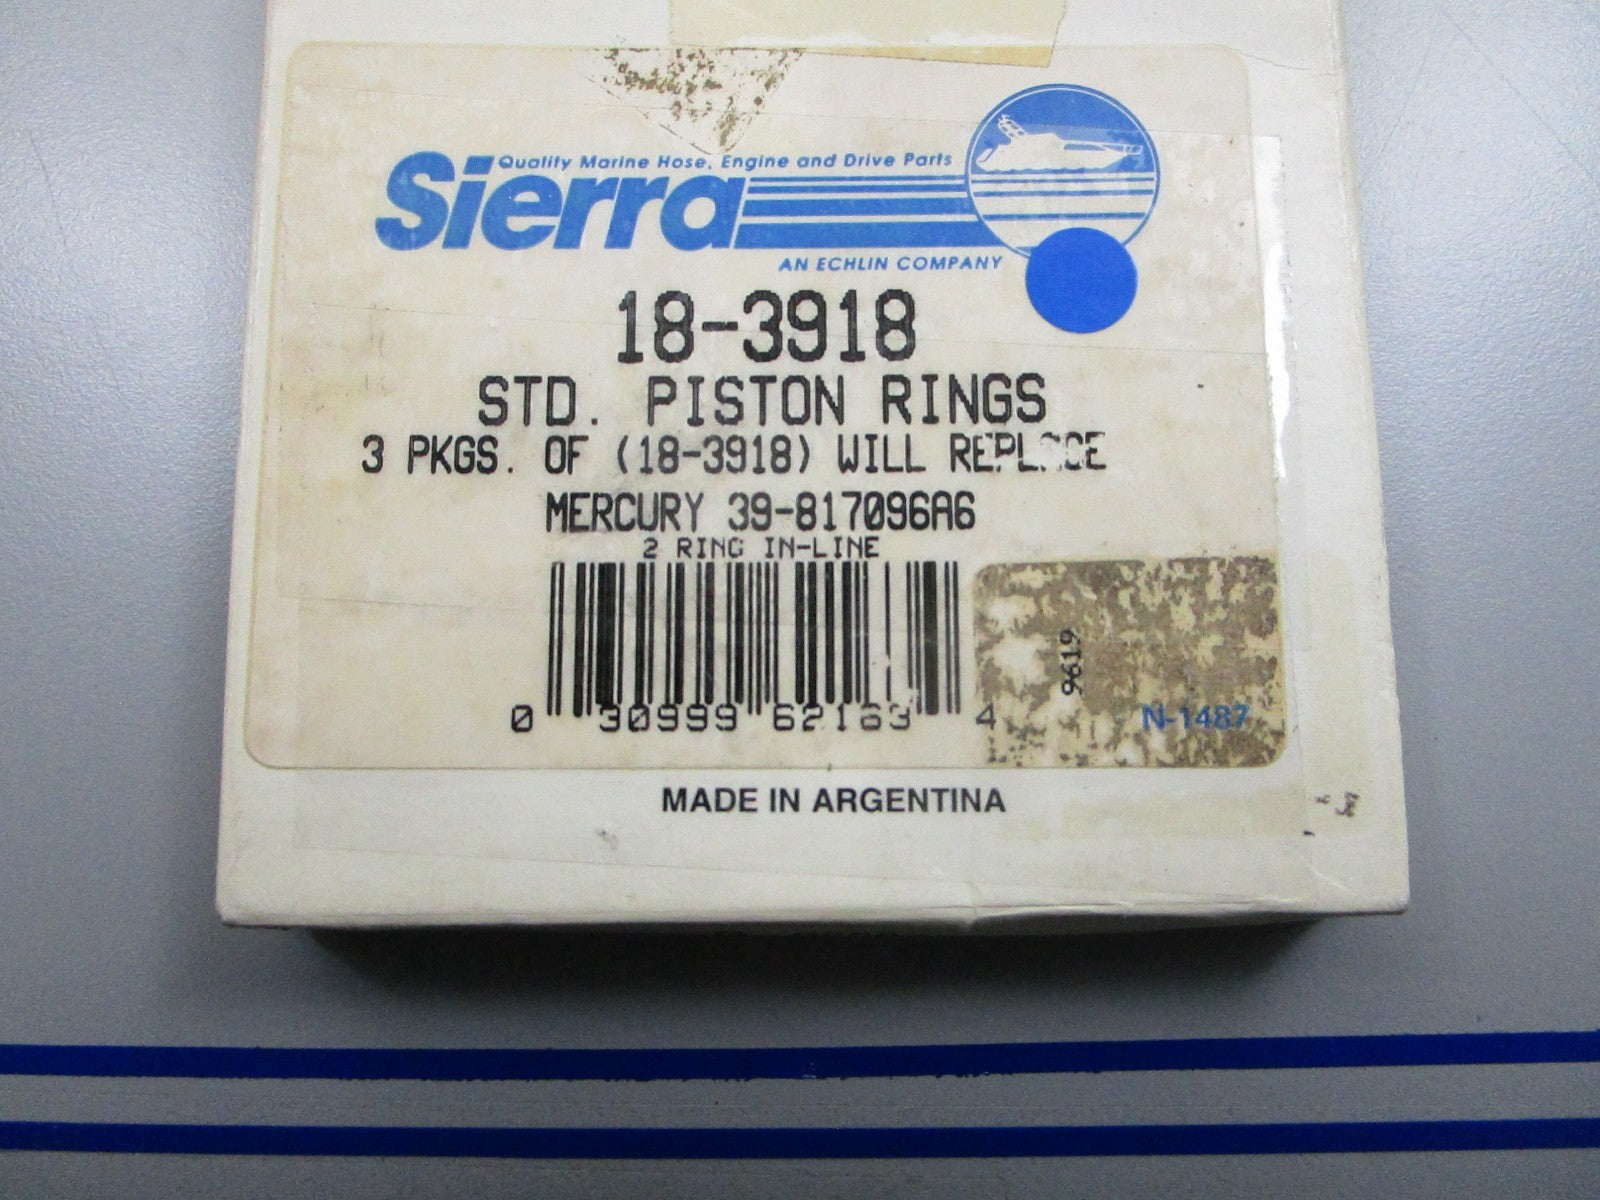 Quality Marine Hose, Engine and Drive Parts
Sierra
AN ECHLIN COMPANY
18-3918
STD. PISTON RINGS
3 PKGS. OF (18-3918) WILL REPLACE
MERCURY 39-817096A6
2 RING IN-LINE
0 30999 62163 4
9619
N-1487
MADE IN ARGENTINA